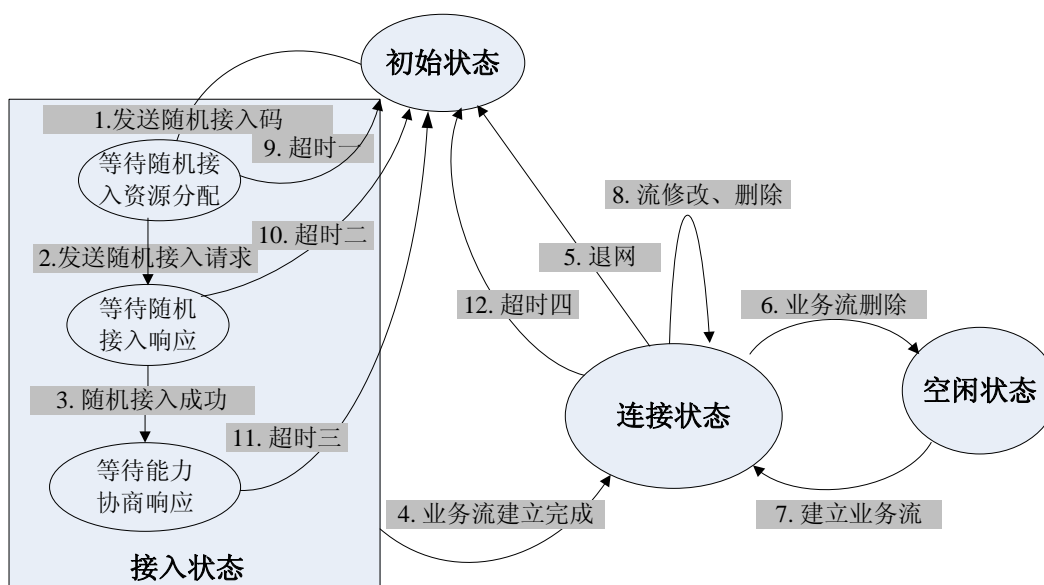 初始状态
1.发送随机接入码
9. 超时一
等待随机接
入资源分配
8. 流修改、删除
10. 超时二
2.发送随机接入请求
5. 退网
12. 超时四
6. 业务流删除
等待随机
接入响应
空闲状态
3. 随机接入成功
连接状态
11. 超时三
等待能力
协商响应
4. 业务流建立完成
7. 建立业务流
接入状态